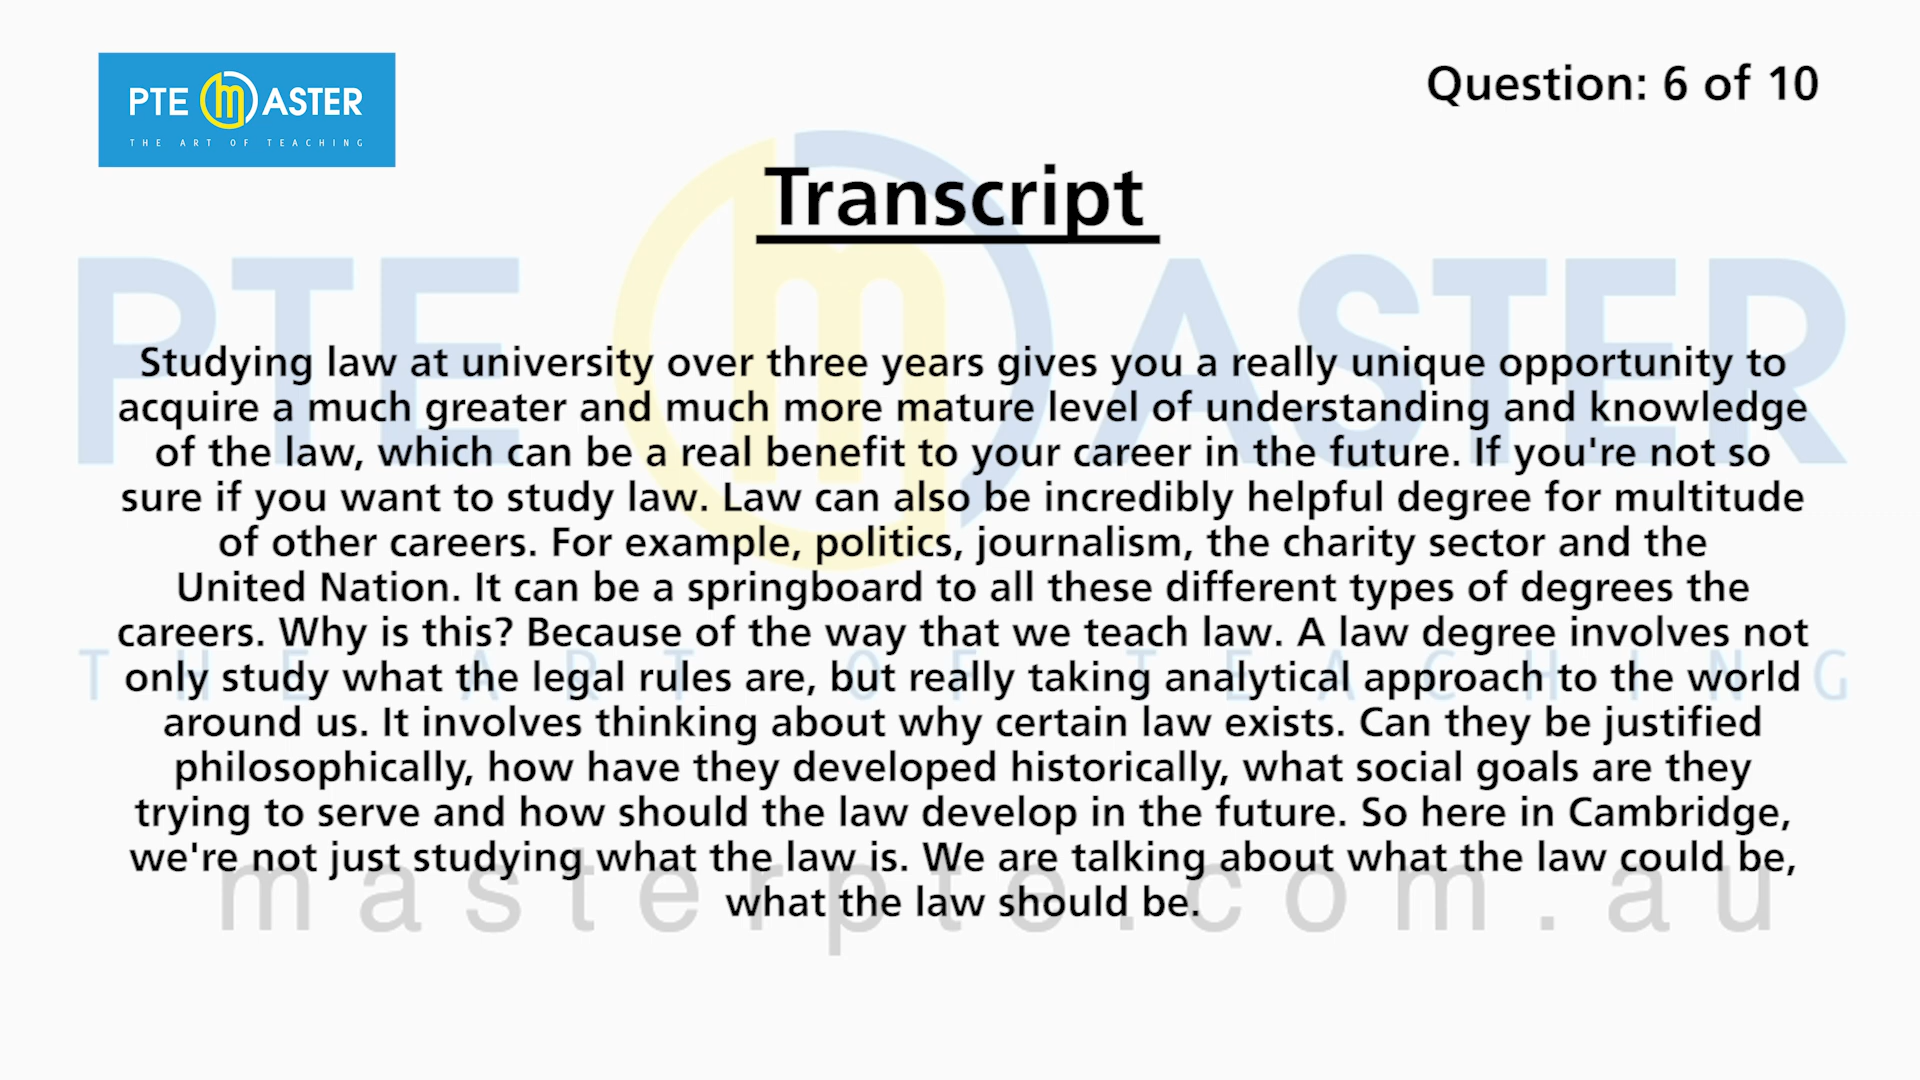 PTE MASTER
THE ART OF TEACHING
Question: 6 of 10
Transcript
PTE MASTER
THE ART OF TEACHING
masterpte.com.au
Studying law at university over three years gives you a really unique opportunity to
acquire a much greater and much more mature level of understanding and knowledge
of the law, which can be a real benefit to your career in the future. If you're not so
sure if you want to study law. Law can also be incredibly helpful degree for multitude
of other careers. For example, politics, journalism, the charity sector and the
United Nation. It can be a springboard to all these different types of degrees the
careers. Why is this? Because of the way that we teach law. A law degree involves not
only study what the legal rules are, but really taking analytical approach to the world
around us. It involves thinking about why certain law exists. Can they be justified
philosophically, how have they developed historically, what social goals are they
trying to serve and how should the law develop in the future. So here in Cambridge,
we're not just studying what the law is. We are talking about what the law could be,
what the law should be.